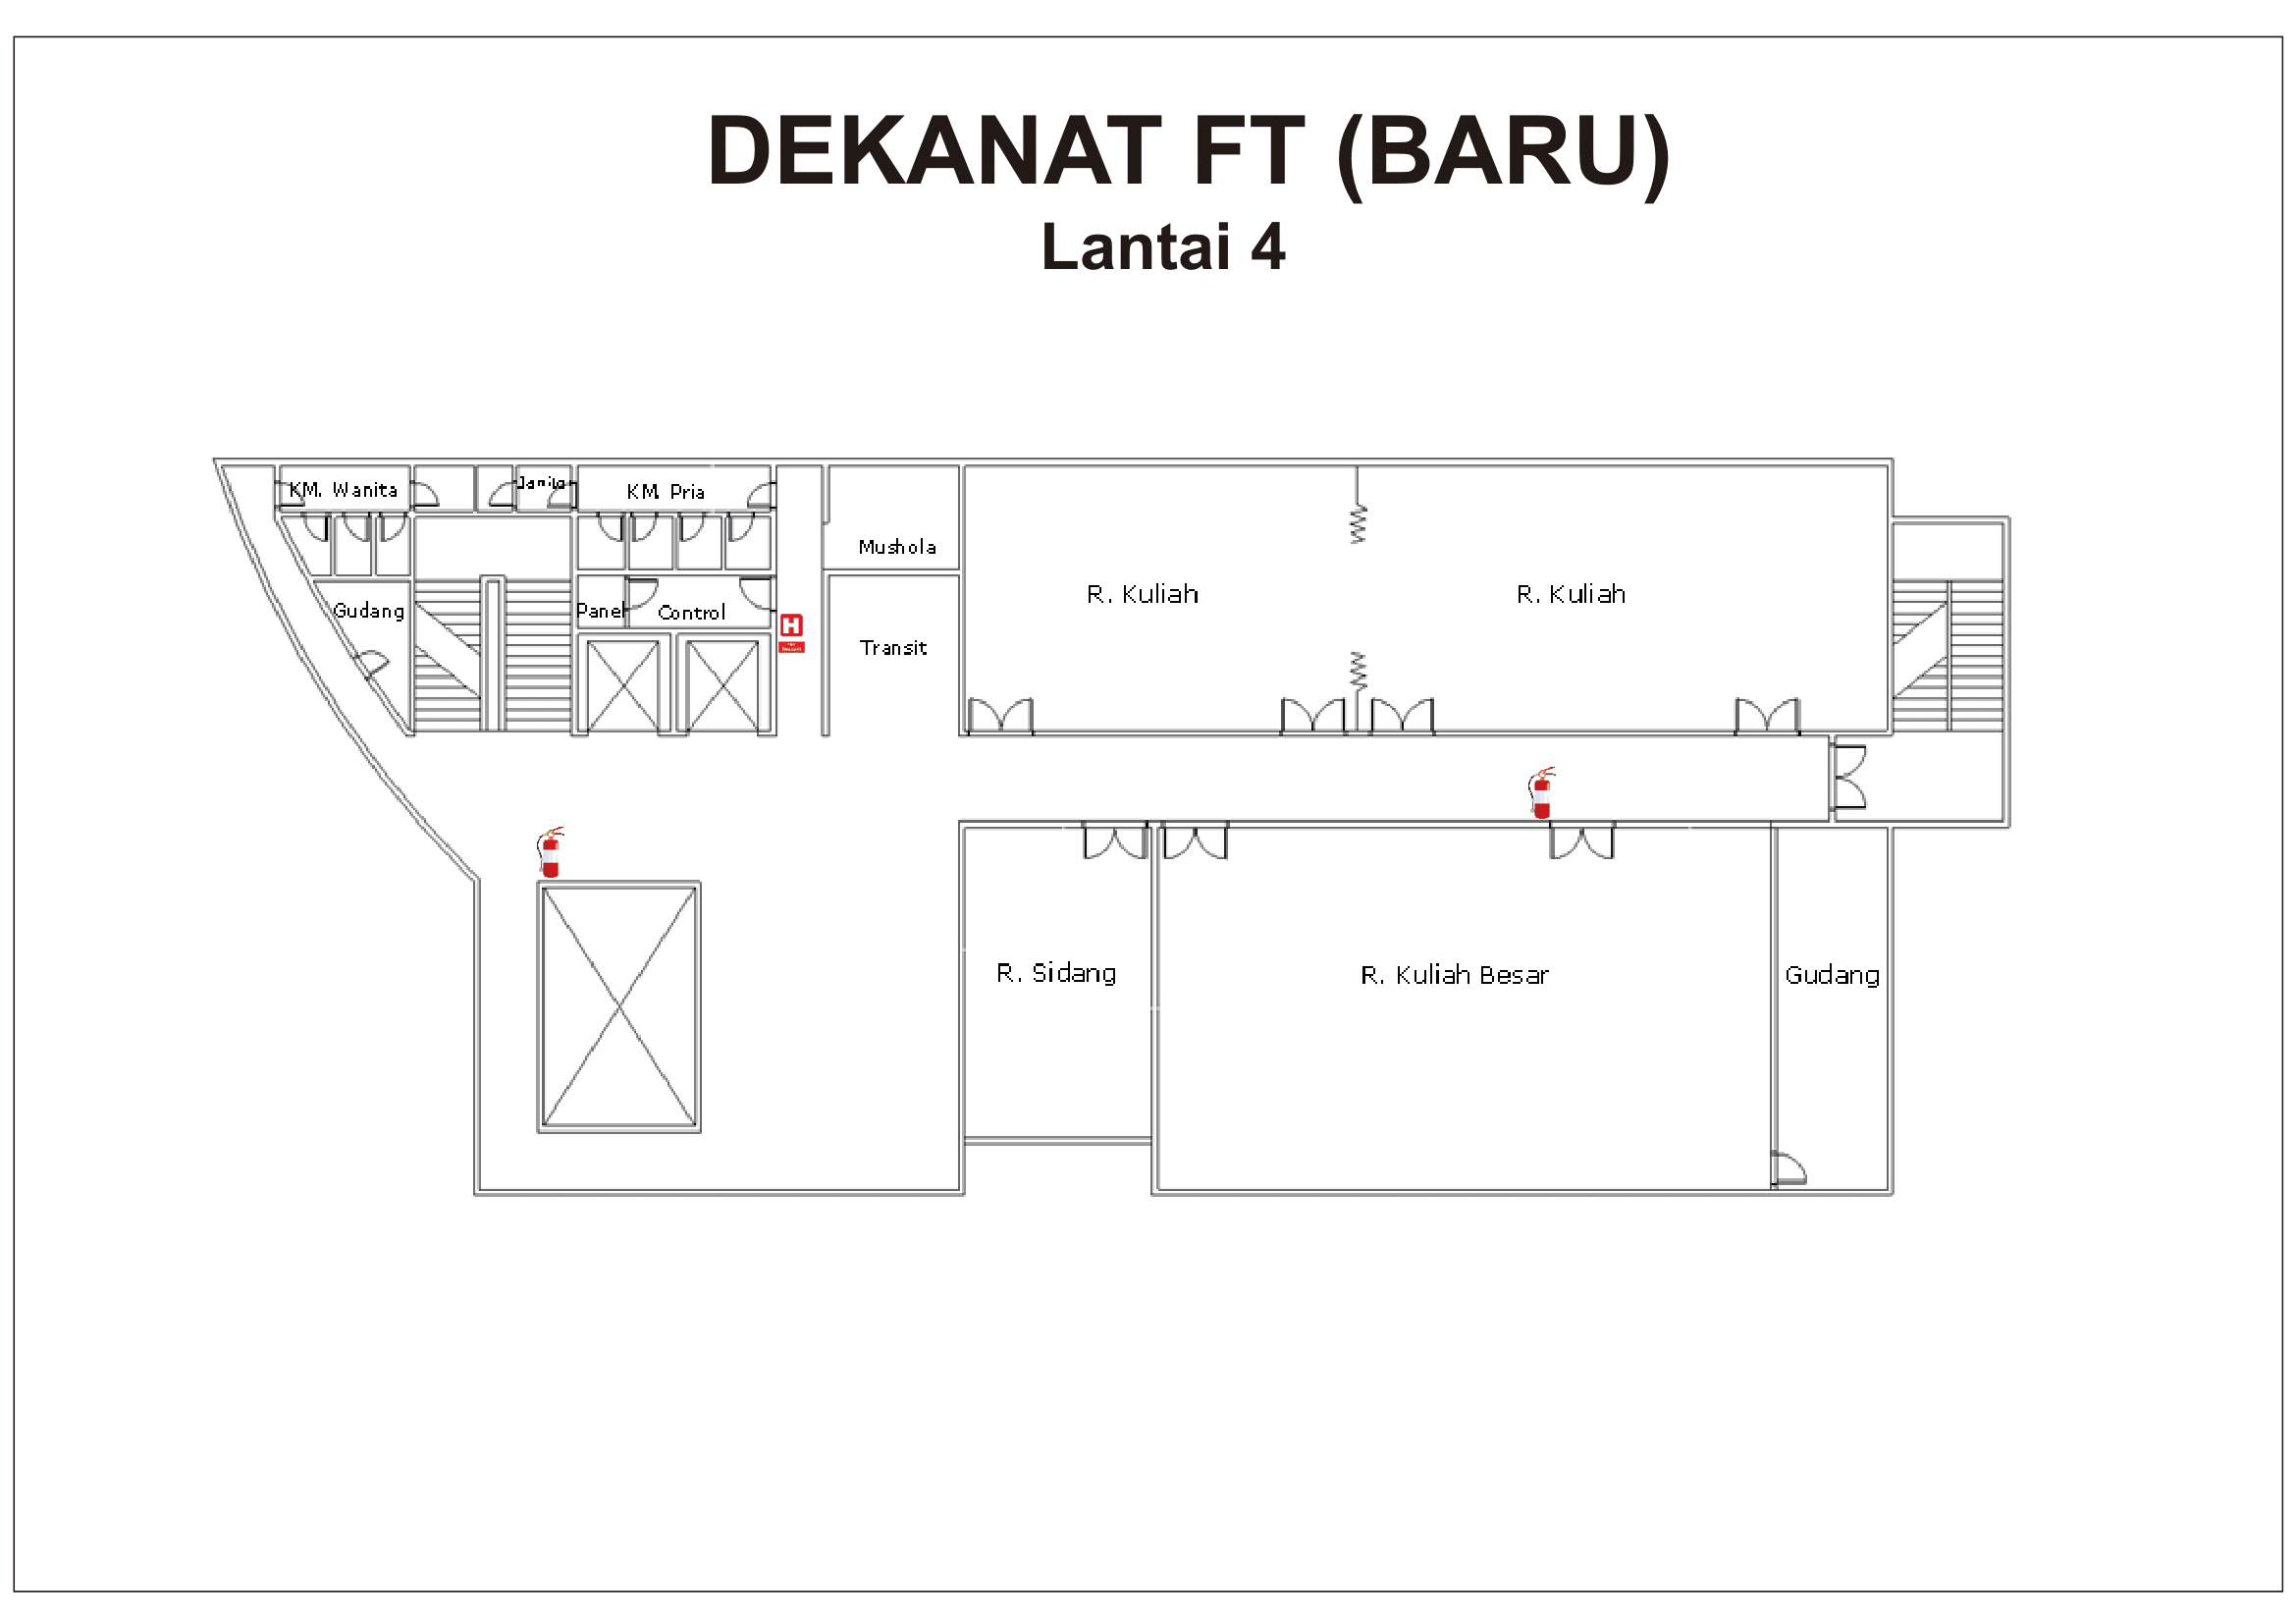 DEKANAT FT (BARU)
Lantai 4
KM. Wanita
Janitor
KM. Pria
Mushola
R. Kuliah
R. Kuliah
Gudang
Panel
Control
H
Transit
R. Sidang
R. Kuliah Besar
Gudang